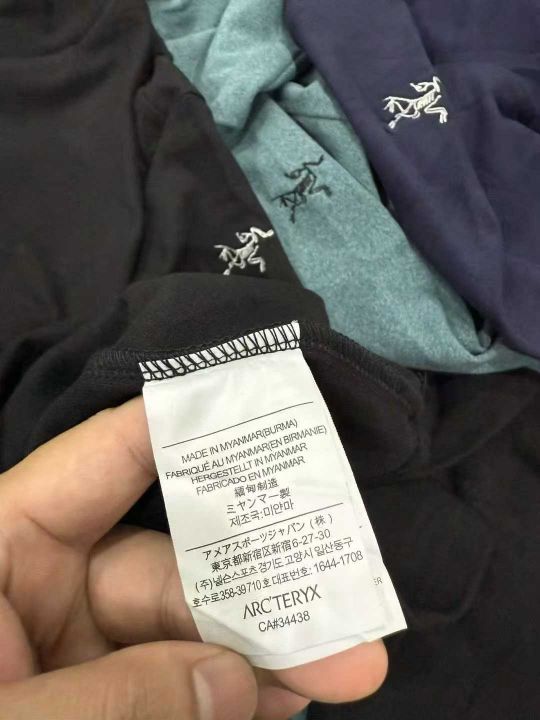 MADE IN MYANMAR(BURMA)
FABRIQUÉ AU MYANMAR(EN BIRMANIE)
HERGESTELLT IN MYANMAR
FABRICADO EN MYANMAR
緬甸制造
ミャンマー製
제조국:미얀마
アメアスポーツジャパン(株)
東京都新宿区新宿6-27-30
(주)넬슨스포츠경기도 고양시 일산동구
호수로358-39710호 대표번호: 1644-1708
ARC'TERYX
CA#34438
ER